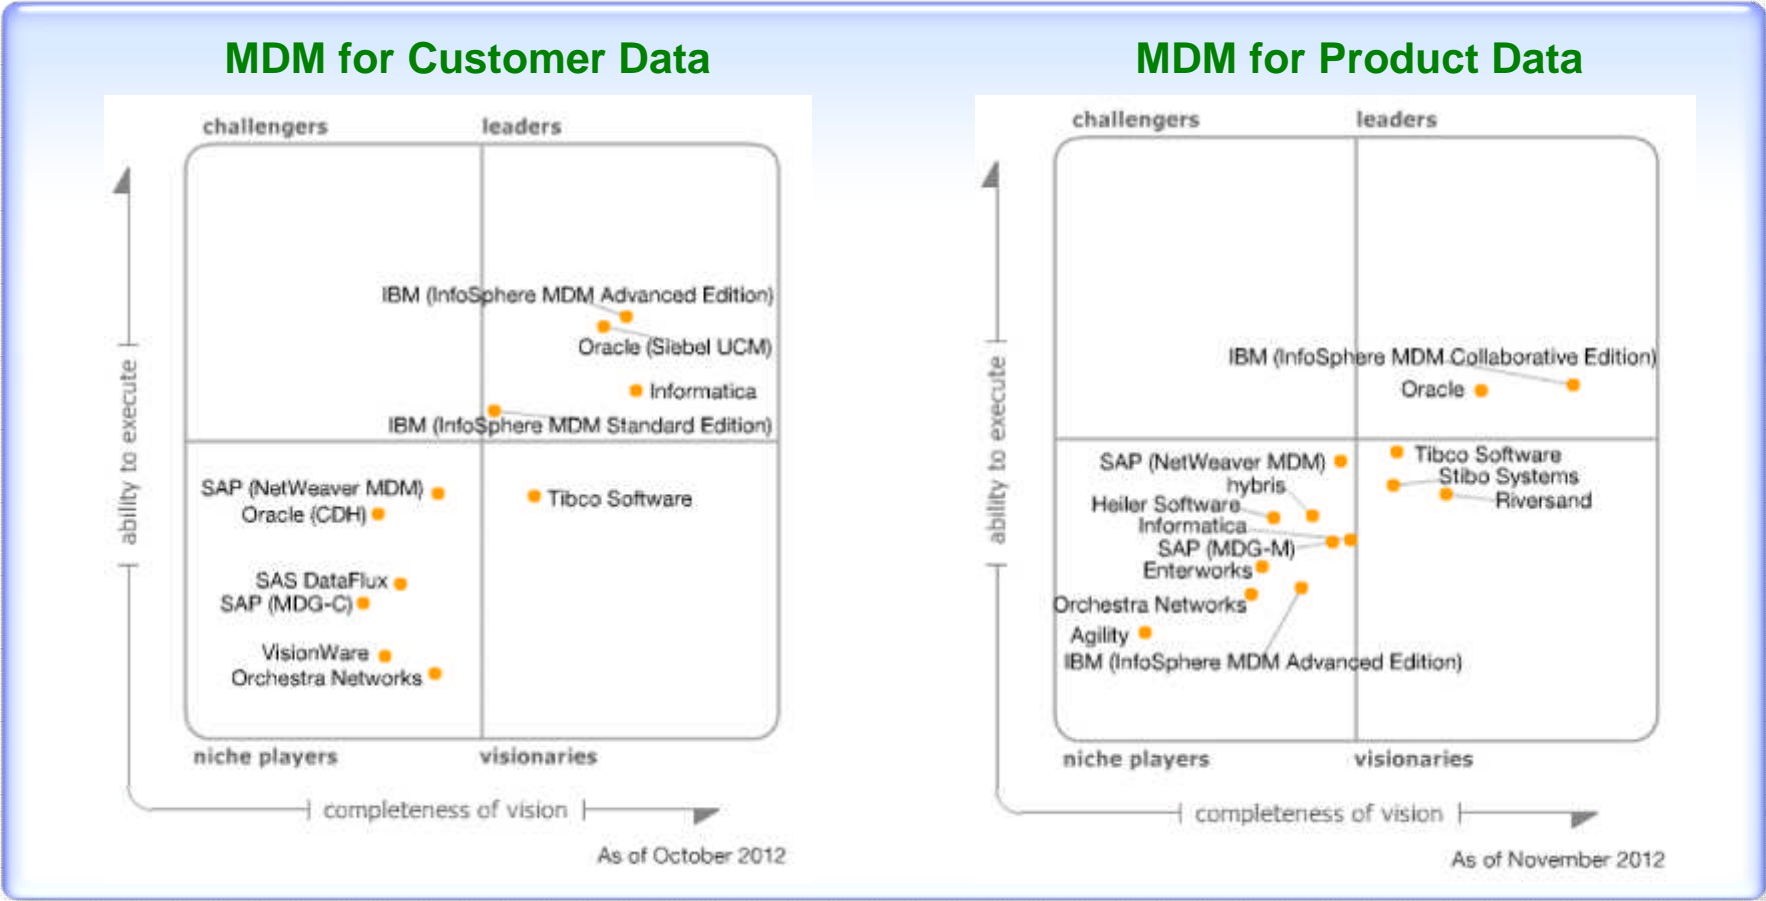 MDM for Customer Data
challengers
leaders
IBM (InfoSphere MDM Advanced Edition)
Oracle (Siebel UCM)
Informatica
IBM (InfoSphere MDM Standard Edition)
SAP (NetWeaver MDM)
Tibco Software
Oracle (CDH)
SAS DataFlux
SAP (MDG-C)
VisionWare
Orchestra Networks
niche players
visionaries
ability to execute
completeness of vision
As of October 2012
MDM for Product Data
challengers
leaders
IBM (InfoSphere MDM Collaborative Edition)
Oracle
Tibco Software
SAP (NetWeaver MDM)
Stibo Systems
hybris
Riversand
Heiler Software
Informatica
SAP (MDG-M)
Enterworks
Orchestra Networks
Agility
IBM (InfoSphere MDM Advanced Edition)
niche players
visionaries
ability to execute
completeness of vision
As of November 2012